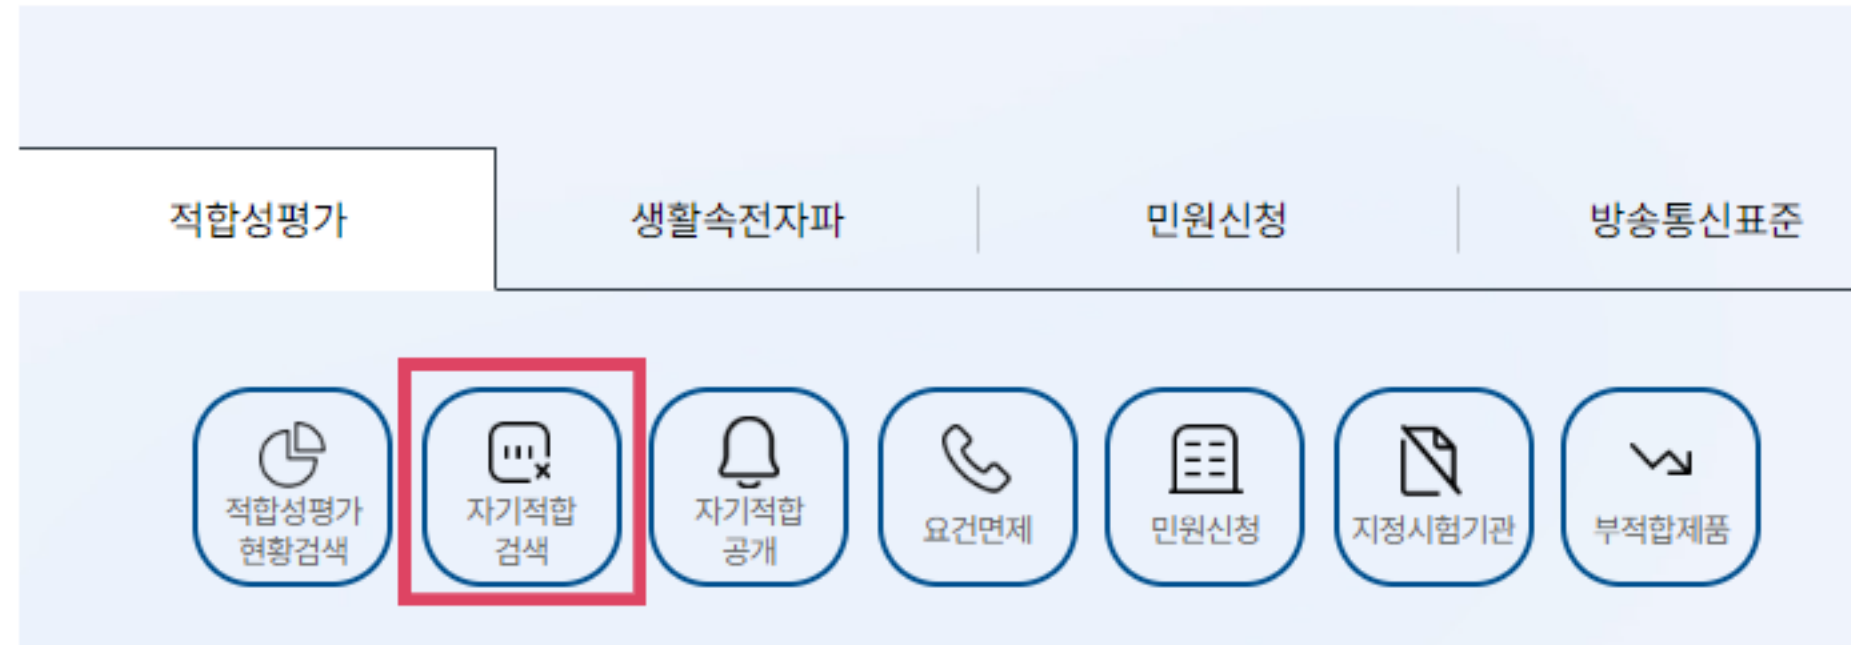 적합성평가
생활속전자파
민원신청
방송통신표준
적합성평가
현황검색
자기적합
검색
자기적합
공개
요건면제
민원신청
지정시험기관
부적합제품